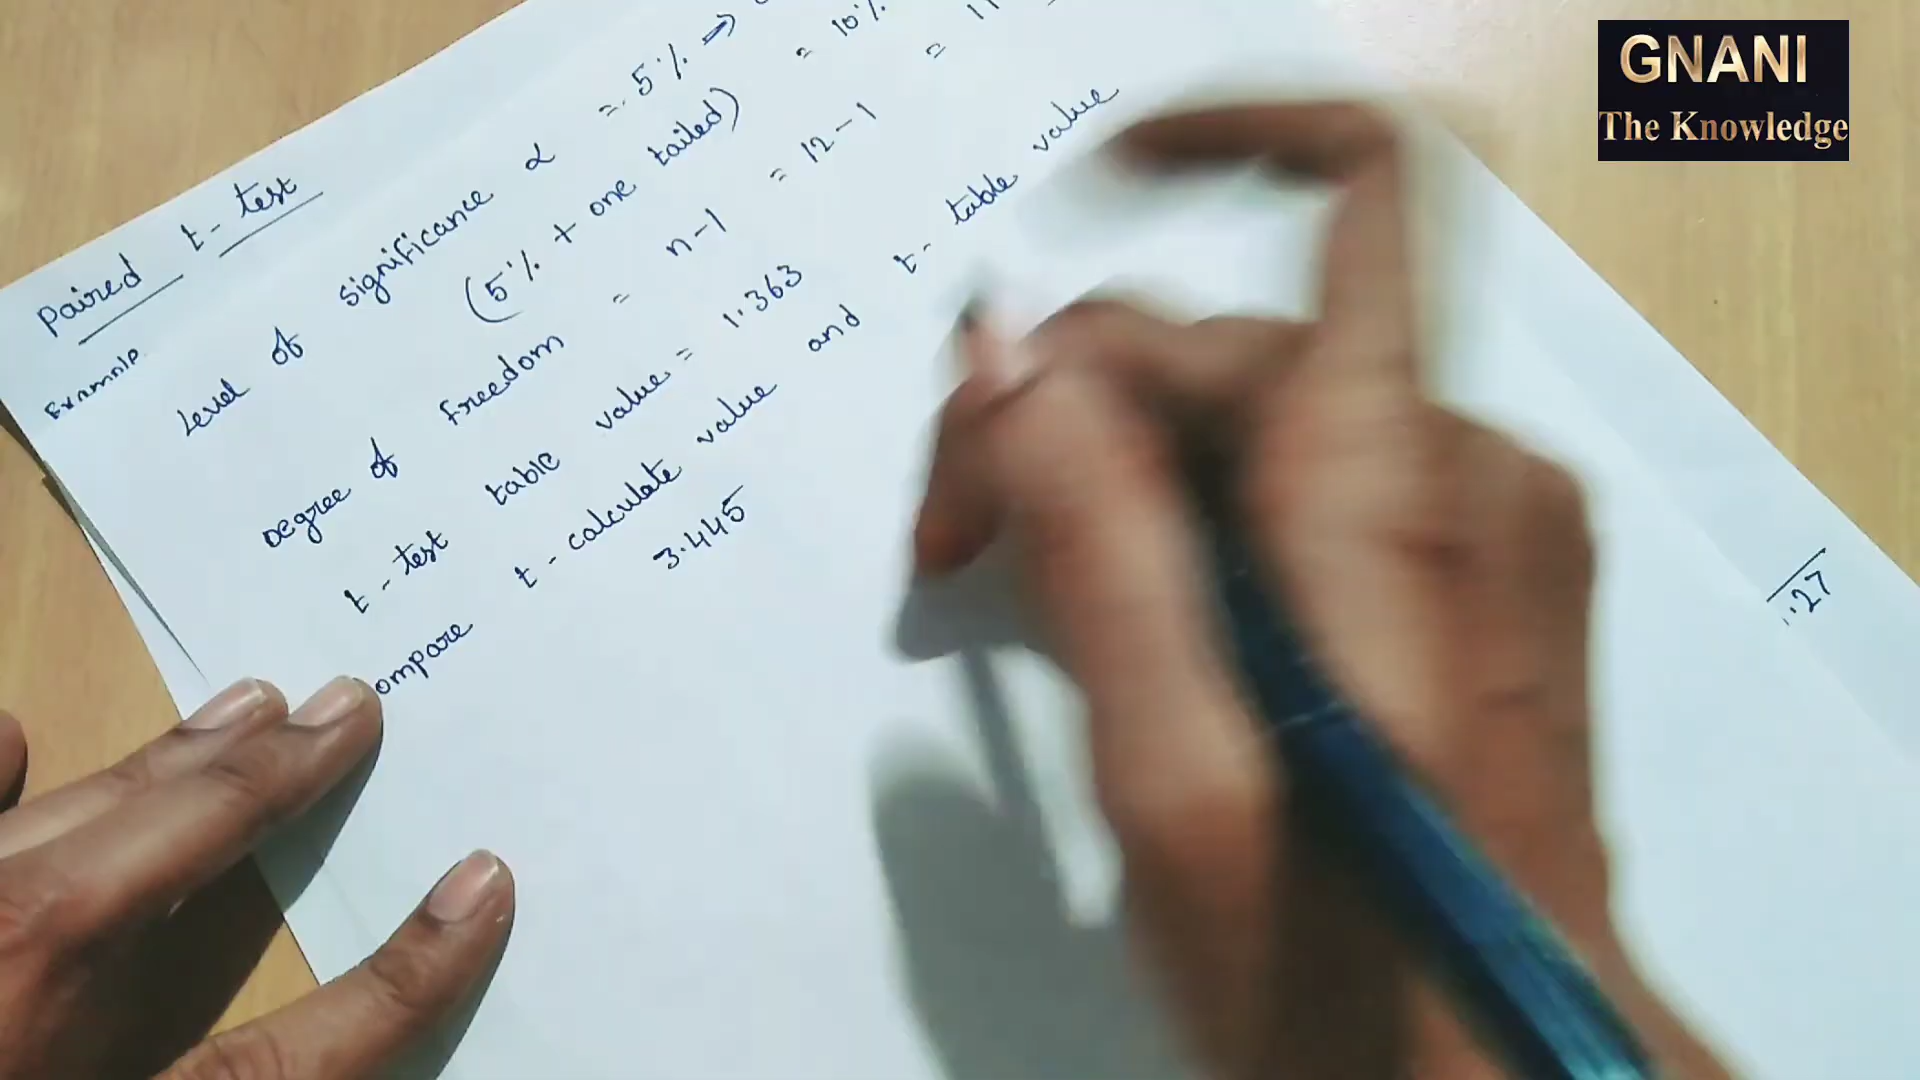 Paired t-test
Level of significance α = 5% →
(5% + one tailed) = 10%
Degree of Freedom = n-1 = 12-1 = 11
t-test table value = 1.363
compare t-calculate value and t-table value
3.445
.27
GNANI
The Knowledge